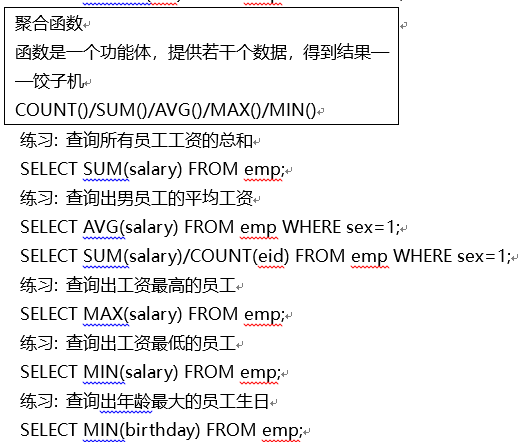 聚合函数
函数是一个功能体，提供若干个数据，得到结果—
—饺子机
COUNT()/SUM()/AVG()/MAX()/MIN()
练习: 查询所有员工工资的总和
SELECT SUM(salary) FROM emp;
练习: 查询出男员工的平均工资
SELECT AVG(salary) FROM emp WHERE sex=1;
SELECT SUM(salary)/COUNT(eid) FROM emp WHERE sex=1;
练习: 查询出工资最高的员工
SELECT MAX(salary) FROM emp;
练习: 查询出工资最低的员工
SELECT MIN(salary) FROM emp;
练习: 查询出年龄最大的员工生日
SELECT MIN(birthday) FROM emp;